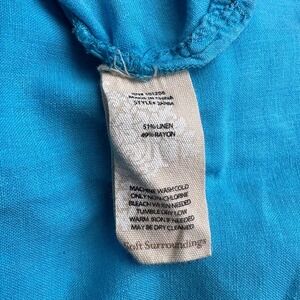 51% LINEN
49% RAYON
MACHINE WASH COLD
ONLY NON-CHLORINE
BLEACH WHEN NEEDED
TUMBLE DRY LOW
WARM IRON IF NEEDED
MAY BE DRY CLEANED
Soft Surroundings